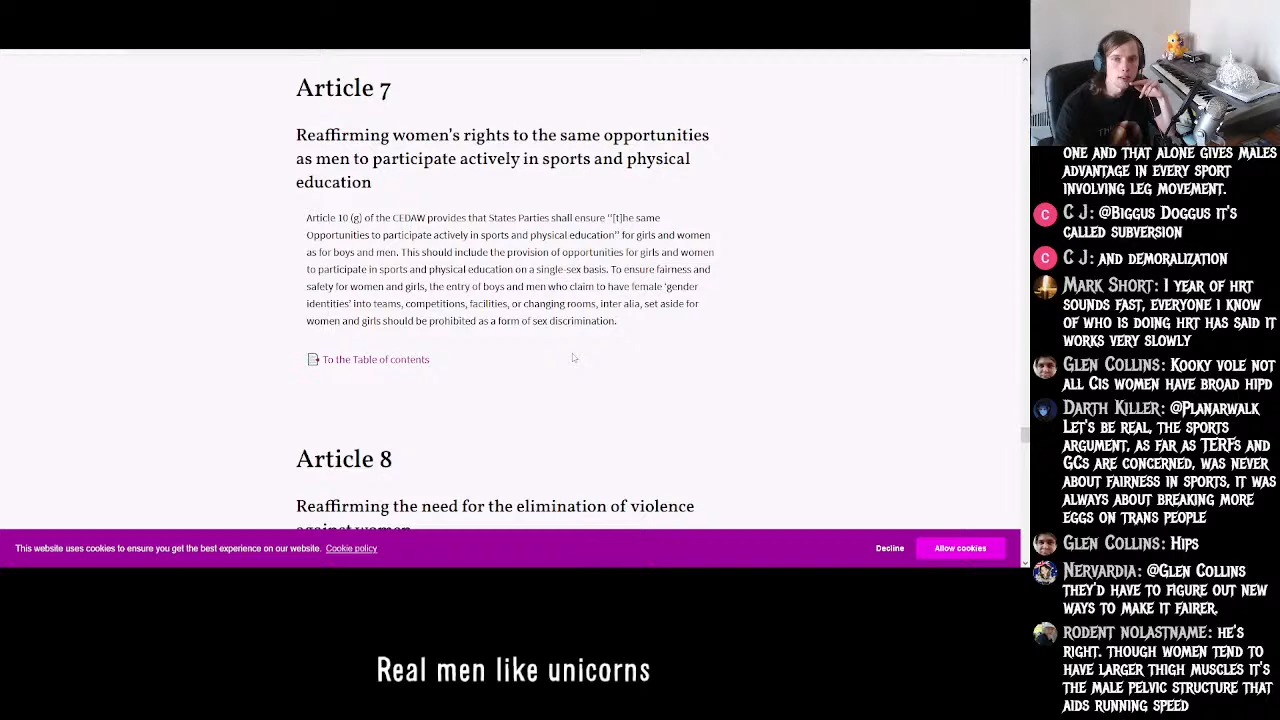 Article 7
Reaffirming women's rights to the same opportunities
as men to participate actively in sports and physical
education
Article 10 (g) of the CEDAW provides that States Parties shall ensure “[t]he same
Opportunities to participate actively in sports and physical education” for girls and women
as for boys and men. This should include the provision of opportunities for girls and women
to participate in sports and physical education on a single-sex basis. To ensure fairness and
safety for women and girls, the entry of boys and men who claim to have female ‘gender
identities’ into teams, competitions, facilities, or changing rooms, inter alia, set aside for
women and girls should be prohibited as a form of sex discrimination.
To the Table of contents
Article 8
Reaffirming the need for the elimination of violence
against women
This website uses cookies to ensure you get the best experience on our website. Cookie policy
Decline
Allow cookies
Real men like unicorns
ONE AND THAT ALONE GIVES MALES
ADVANTAGE IN EVERY SPORT
INVOLVING LEG MOVEMENT.
C J: @BIGGUS DOGGUS IT'S
CALLED SUBVERSION
C J: AND DEMORALIZATION
MARK SHORT: 1 YEAR OF HRT
SOUNDS FAST, EVERYONE I KNOW
OF WHO IS DOING HRT HAS SAID IT
WORKS VERY SLOWLY
GLEN COLLINS: KOOKY VOLE NOT
ALL CIS WOMEN HAVE BROAD HIPD
DARTH KILLER: @PLANARWALK
LET'S BE REAL, THE SPORTS
ARGUMENT, AS FAR AS TERFS AND
GCS ARE CONCERNED, WAS NEVER
ABOUT FAIRNESS IN SPORTS, IT WAS
ALWAYS ABOUT BREAKING MORE
EGGS ON TRANS PEOPLE
GLEN COLLINS: HIPS
NERVARDIA: @GLEN COLLINS
THEY'D HAVE TO FIGURE OUT NEW
WAYS TO MAKE IT FAIRER.
RODENT NOLASTNAME: HE'S
RIGHT. THOUGH WOMEN TEND TO
HAVE LARGER THIGH MUSCLES IT'S
THE MALE PELVIC STRUCTURE THAT
AIDS RUNNING SPEED